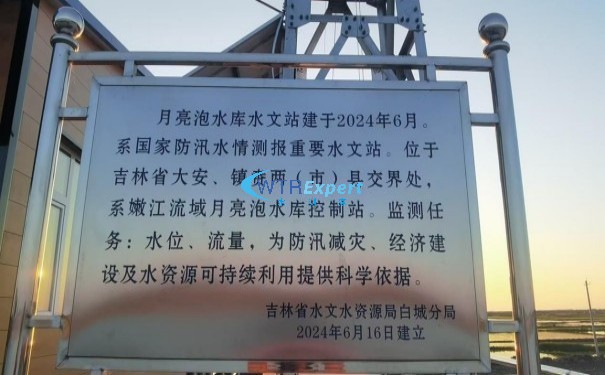 月亮泡水库水文站建于2024年6月。
系国家防汛水情测报重要水文站。位于
吉林省大安、镇赉两（市）县交界处，
系嫩江流域月亮泡水库控制站。监测任
务：水位、流量，为防汛减灾、经济建
设及水资源可持续利用提供科学依据。
吉林省水文水资源局白城分局
2024年6月16日建立
WTRExpert